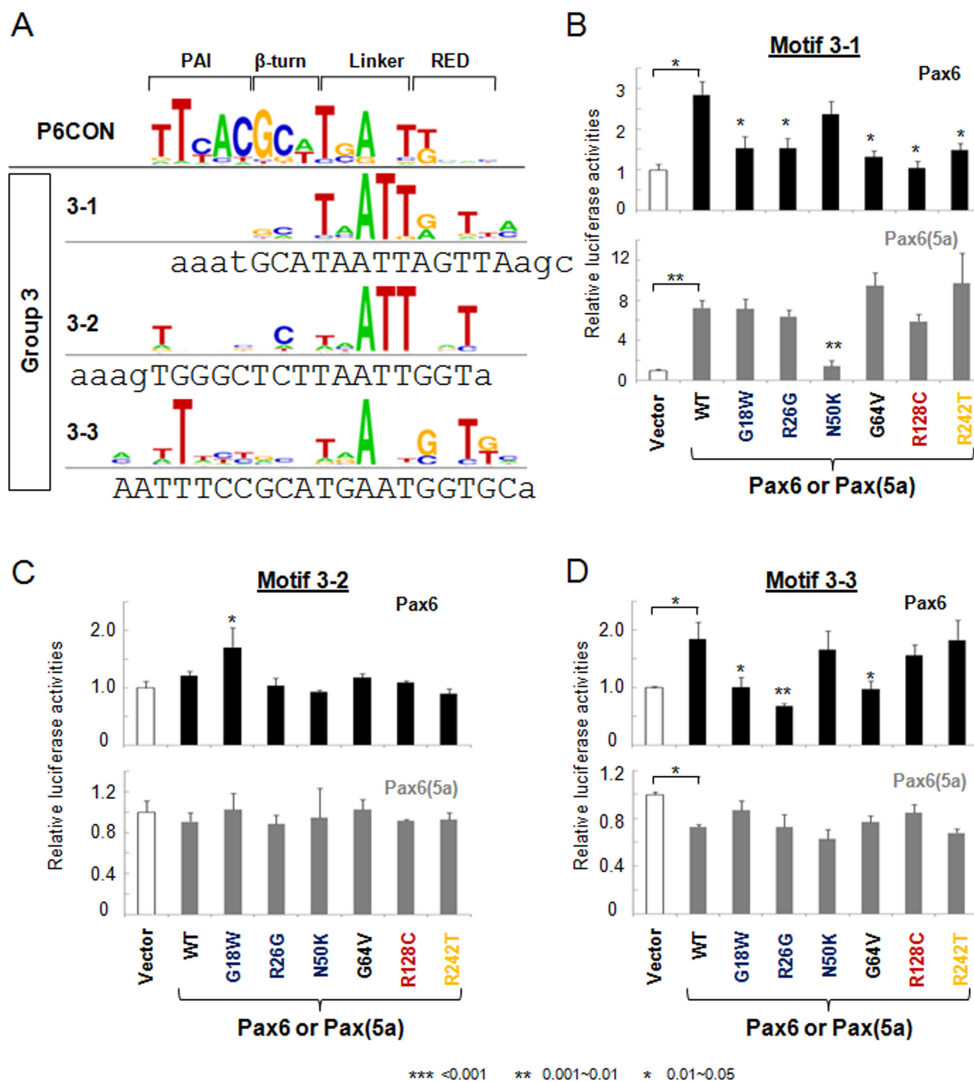 A
PAI β-turn Linker RED
P6CON
Group 3
3-1
aaatGCATAATTAGTTAagc
3-2
aaagTGGGCTCTTAATTGGTa
3-3
AATTTCCGCATGAATGGTGCa
B
Motif 3-1
Pax6
Relative luciferase activities
3
2
1
0
* * * * * *
Pax6(5a)
12
8
4
0
** **
Vector WT G18W R26G N50K G64V R128C R242T
Pax6 or Pax(5a)
C
Motif 3-2
Pax6
Relative luciferase activities
2.0
1.0
0
*
Pax6(5a)
1.2
0.8
0.4
0
Vector WT G18W R26G N50K G64V R128C R242T
Pax6 or Pax(5a)
D
Motif 3-3
Pax6
Relative luciferase activities
2.0
1.0
0
* * ** *
Pax6(5a)
1.2
0.8
0.4
0
*
Vector WT G18W R26G N50K G64V R128C R242T
Pax6 or Pax(5a)
*** <0.001 ** 0.001~0.01 * 0.01~0.05